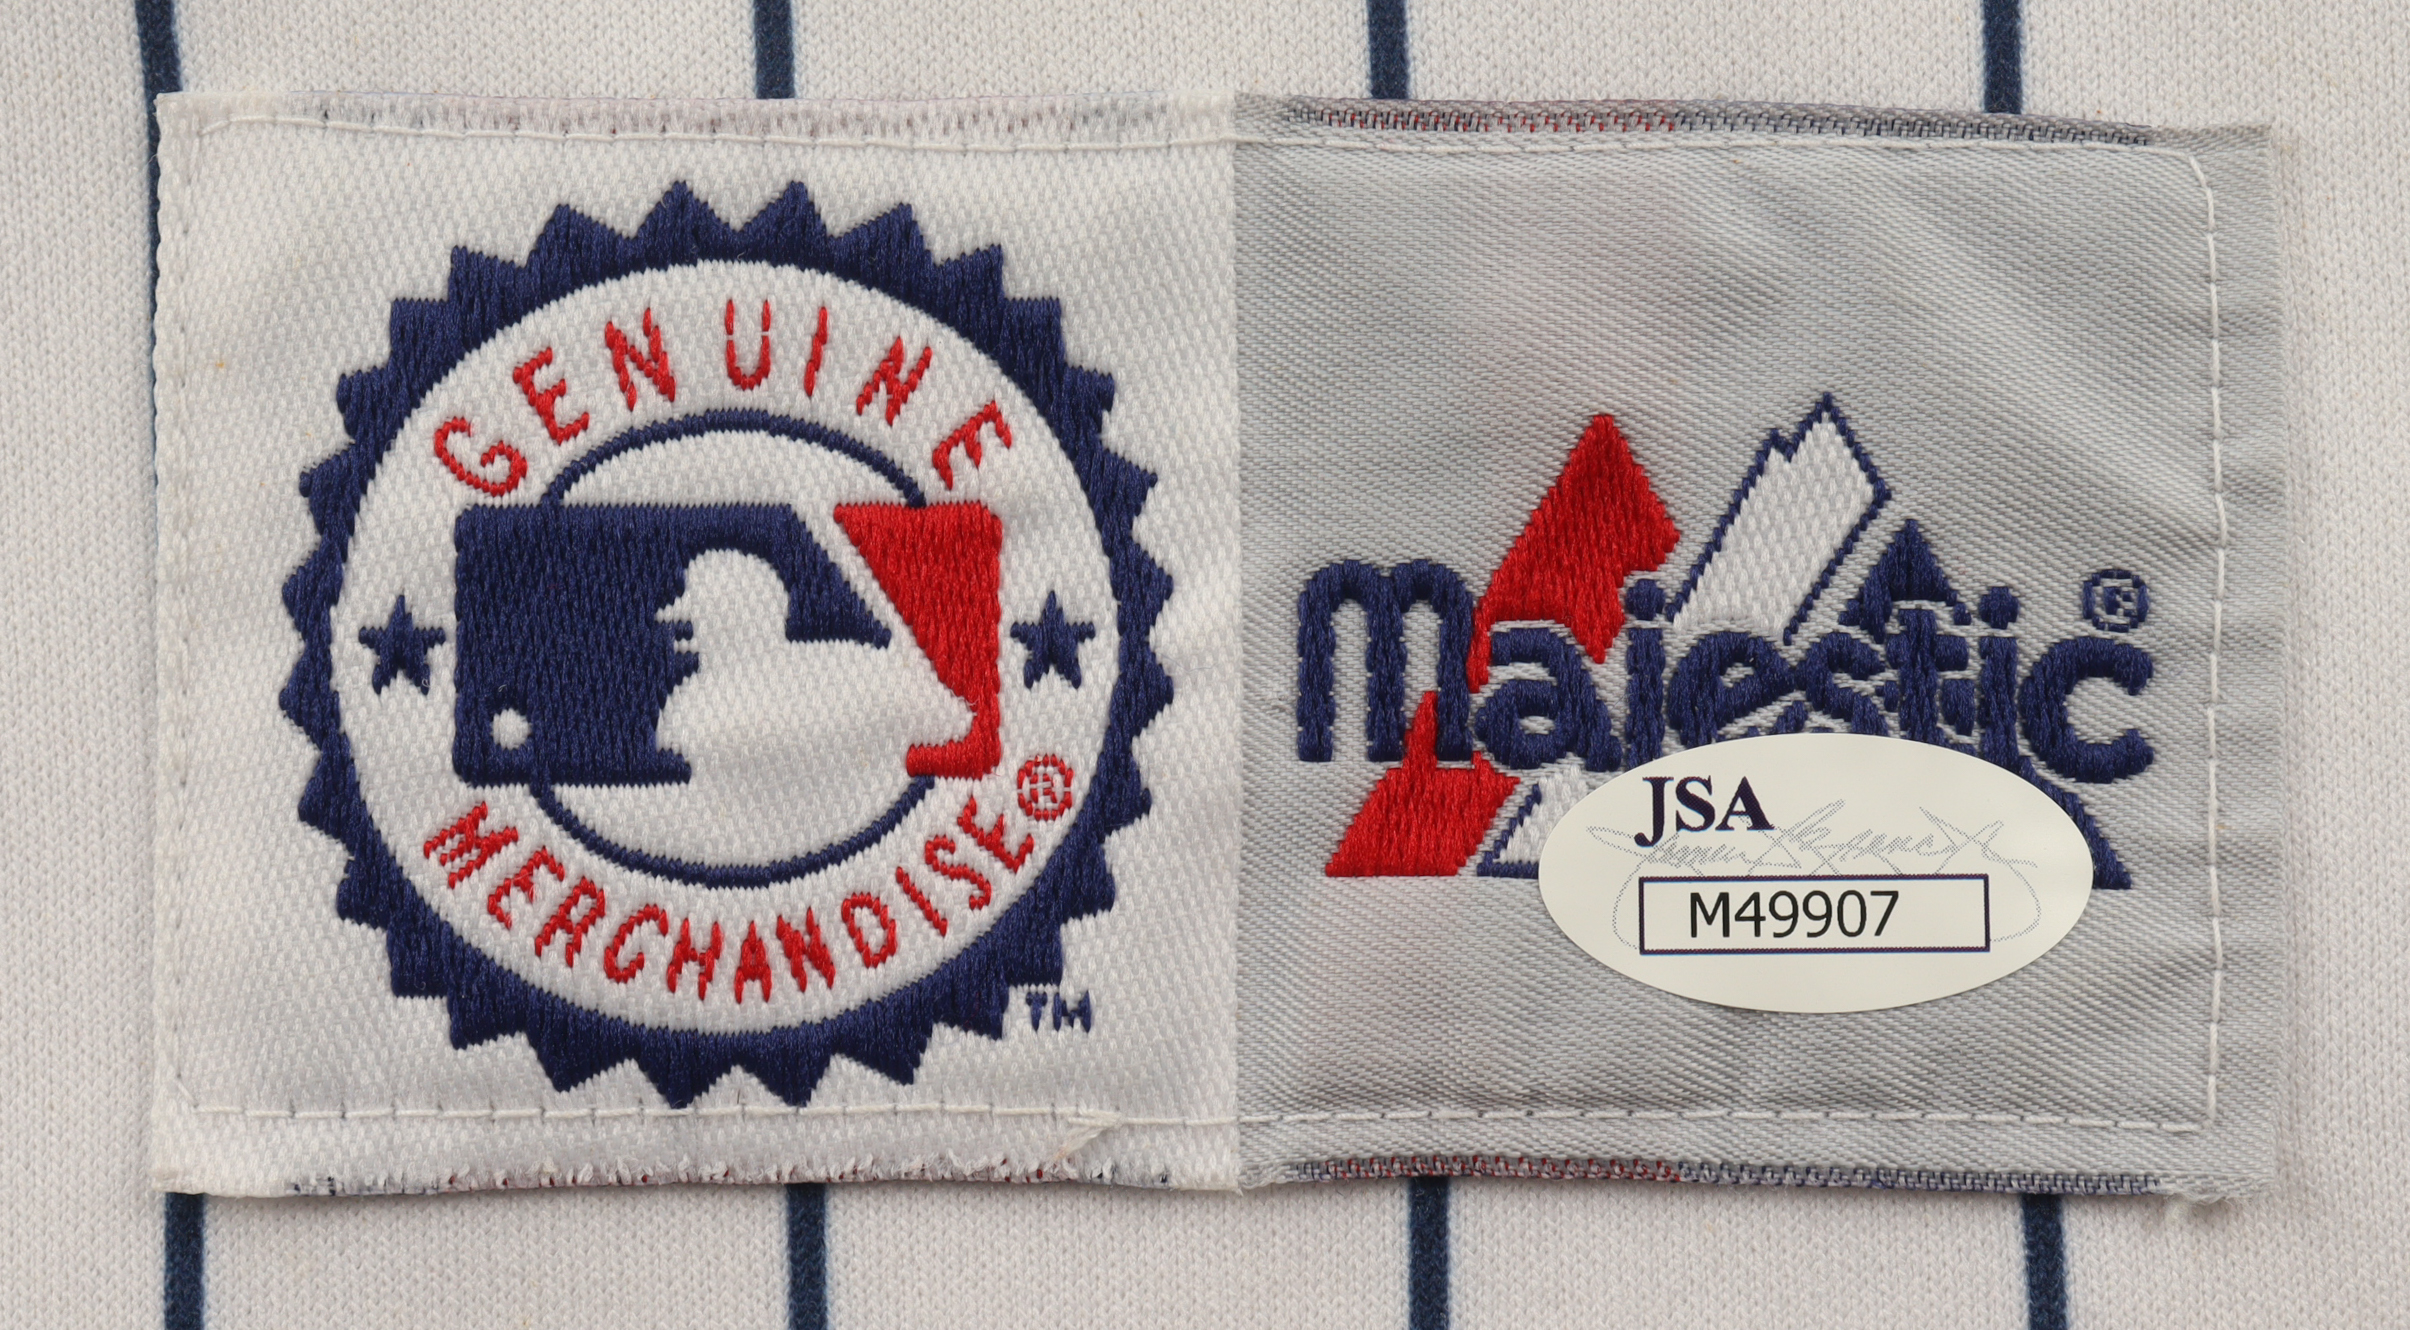 GENUINE
MERCHANDISE®
TM
majestic®
JSA
M49907